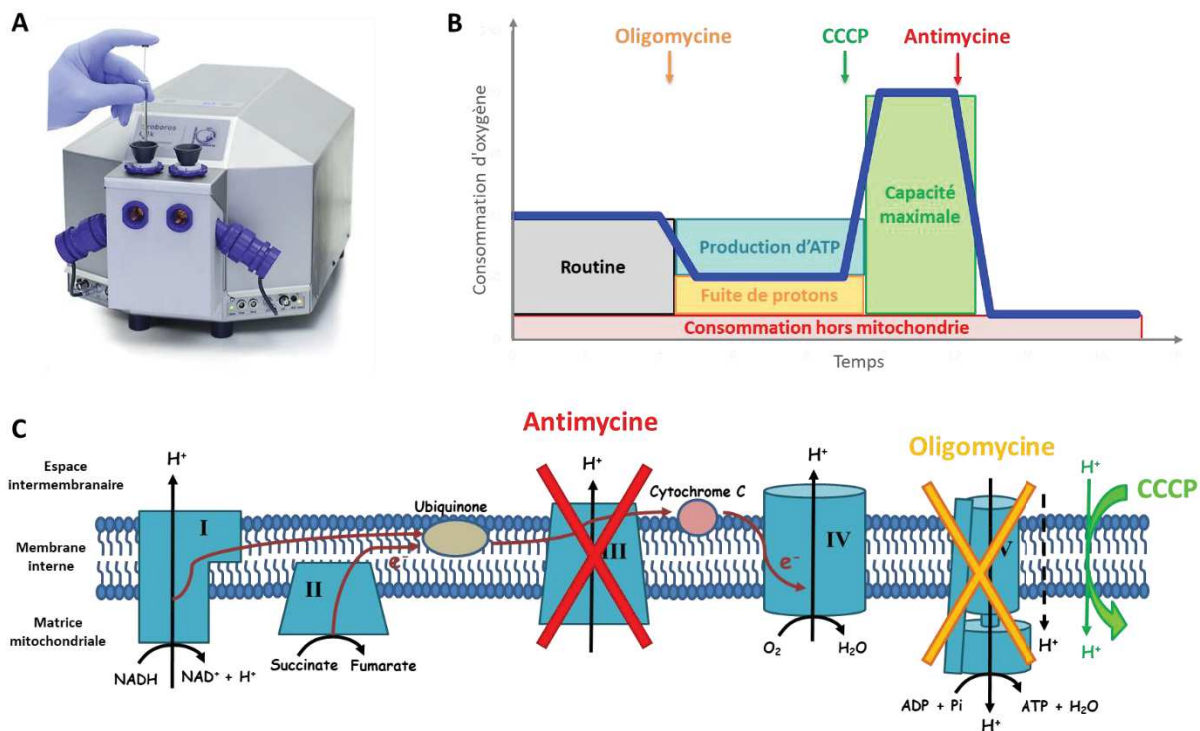 A
B
Oligomycine
CCCP
Antimycine
Consommation d'oxygène
Capacité
maximale
Production d'ATP
Routine
Fuite de protons
Consommation hors mitochondrie
Temps
C
Antimycine
Oligomycine
Espace
intermembranaire
H⁺
H⁺
H⁺
H⁺
CCCP
Ubiquinone
Cytochrome C
I
Membrane
interne
II
e⁻
III
e⁻
IV
V
Matrice
mitochondriale
H⁺
H⁺
NADH
NAD⁺ + H⁺
Succinate
Fumarate
O₂
H₂O
ADP + Pi
ATP + H₂O
H⁺